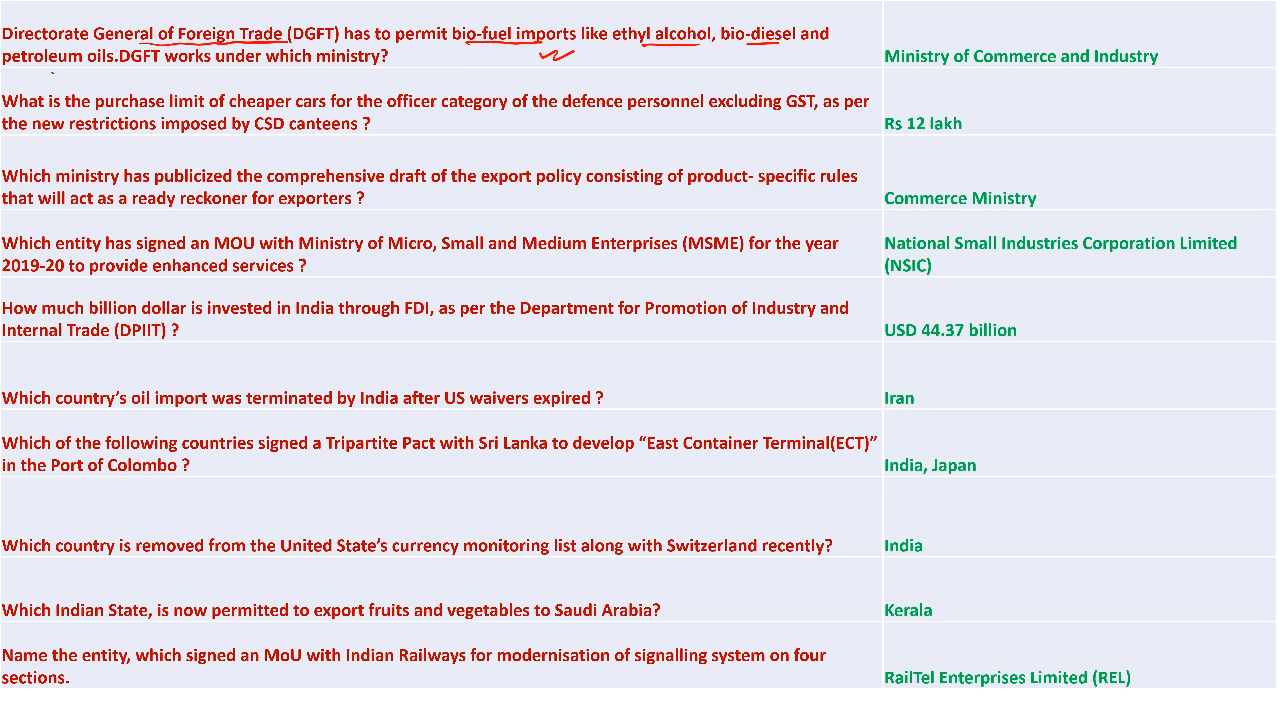 Directorate General of Foreign Trade (DGFT) has to permit bio-fuel imports like ethyl alcohol, bio-diesel and
petroleum oils.DGFT works under which ministry?
Ministry of Commerce and Industry
What is the purchase limit of cheaper cars for the officer category of the defence personnel excluding GST, as per
the new restrictions imposed by CSD canteens ?
Rs 12 lakh
Which ministry has publicized the comprehensive draft of the export policy consisting of product- specific rules
that will act as a ready reckoner for exporters ?
Commerce Ministry
Which entity has signed an MOU with Ministry of Micro, Small and Medium Enterprises (MSME) for the year
2019-20 to provide enhanced services ?
National Small Industries Corporation Limited
(NSIC)
How much billion dollar is invested in India through FDI, as per the Department for Promotion of Industry and
Internal Trade (DPIIT) ?
USD 44.37 billion
Which country's oil import was terminated by India after US waivers expired ?
Iran
Which of the following countries signed a Tripartite Pact with Sri Lanka to develop “East Container Terminal(ECT)”
in the Port of Colombo ?
India, Japan
Which country is removed from the United State's currency monitoring list along with Switzerland recently?
India
Which Indian State, is now permitted to export fruits and vegetables to Saudi Arabia?
Kerala
Name the entity, which signed an MoU with Indian Railways for modernisation of signalling system on four
sections.
RailTel Enterprises Limited (REL)